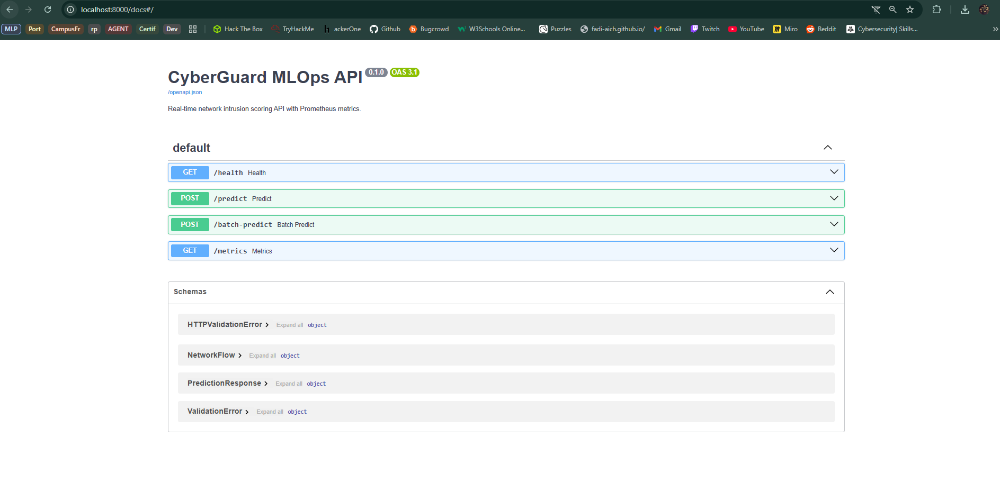 localhost:8000/docs#/
MLP Port CampusFr rp AGENT Certif Dev Hack The Box TryHackMe ackerOne Github Bugcrowd W3Schools Online... Puzzles fadi-aich.github.io/ Gmail Twitch YouTube Miro Reddit Cybersecurity| Skills... »
CyberGuard MLOps API 0.1.0 OAS 3.1
/openapi.json
Real-time network intrusion scoring API with Prometheus metrics.
default
GET /health Health
POST /predict Predict
POST /batch-predict Batch Predict
GET /metrics Metrics
Schemas
HTTPValidationError Expand all object
NetworkFlow Expand all object
PredictionResponse Expand all object
ValidationError Expand all object